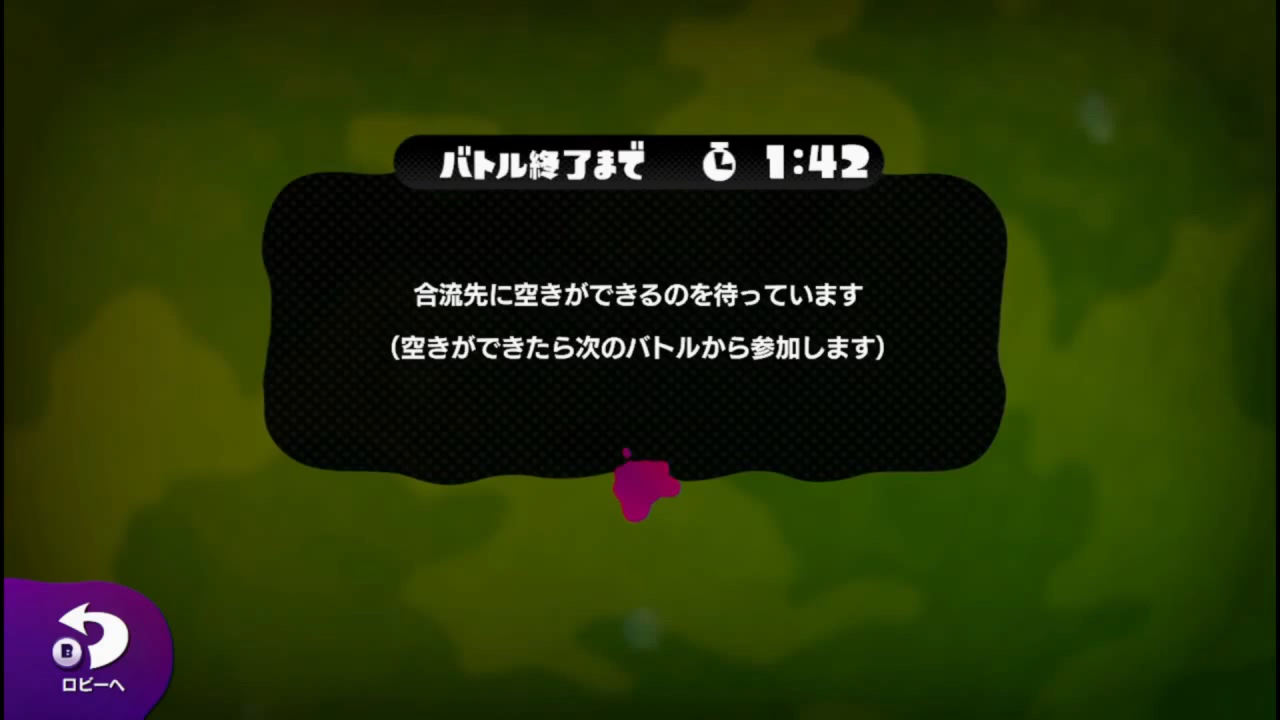 バトル終了まで 1:42
合流先に空きができるのを待っています
(空きができたら次のバトルから参加します)
B
ロビーへ